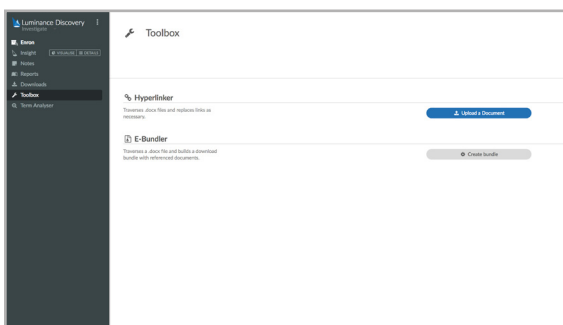 Luminance Discovery
Investigate
Enron
Insight VISUALISE DETAILS
Notes
Reports
Downloads
Toolbox
Term Analyser
Toolbox
Hyperlinker
Traverses .docx files and replaces links as
necessary.
Upload a Document
E-Bundler
Traverses a .docx file and builds a download
bundle with referenced documents.
Create bundle